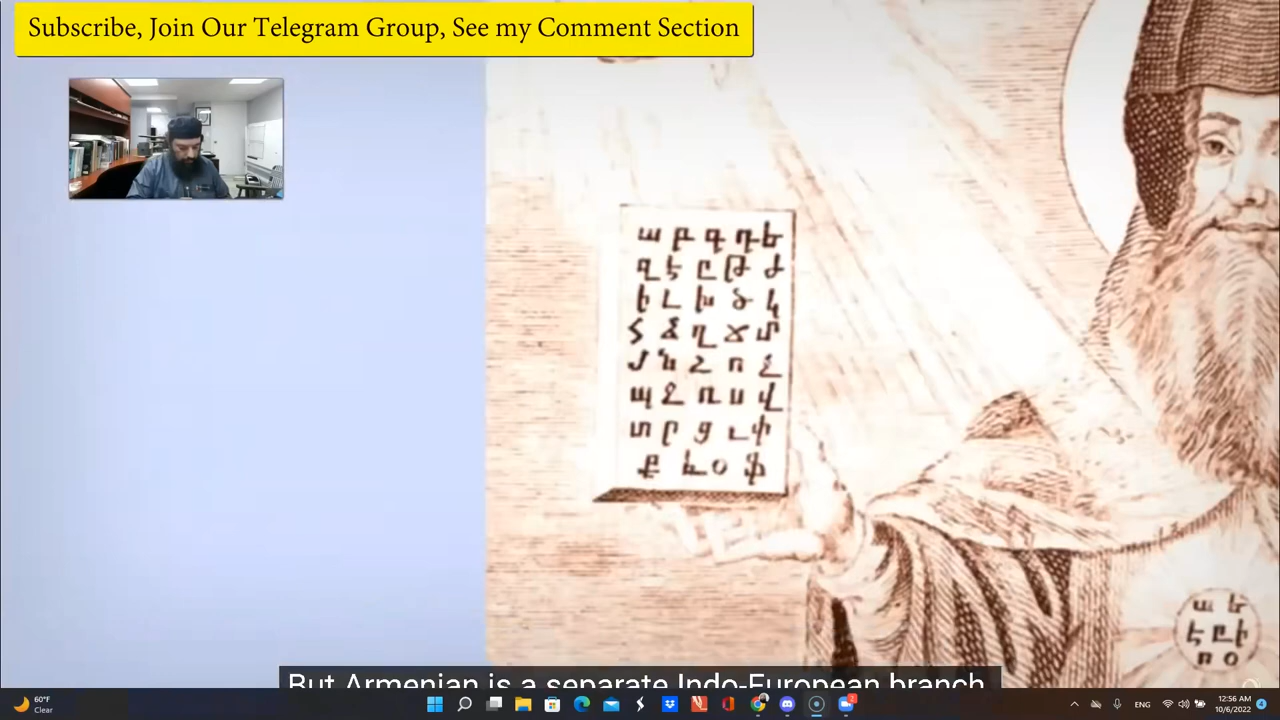 Subscribe, Join Our Telegram Group, See my Comment Section
ա բ գ դ ե
զ է ը թ ժ
ի լ խ ծ կ
հ ձ ղ ճ մ
յ ն շ ո չ
պ ջ ռ ս վ
տ ր ց ւ փ
ք և օ ֆ
ա ե
է ը ի
ո օ
But Armenian is a separate Indo-European branch
60°F
Clear
ENG
12:56 AM
10/6/2022